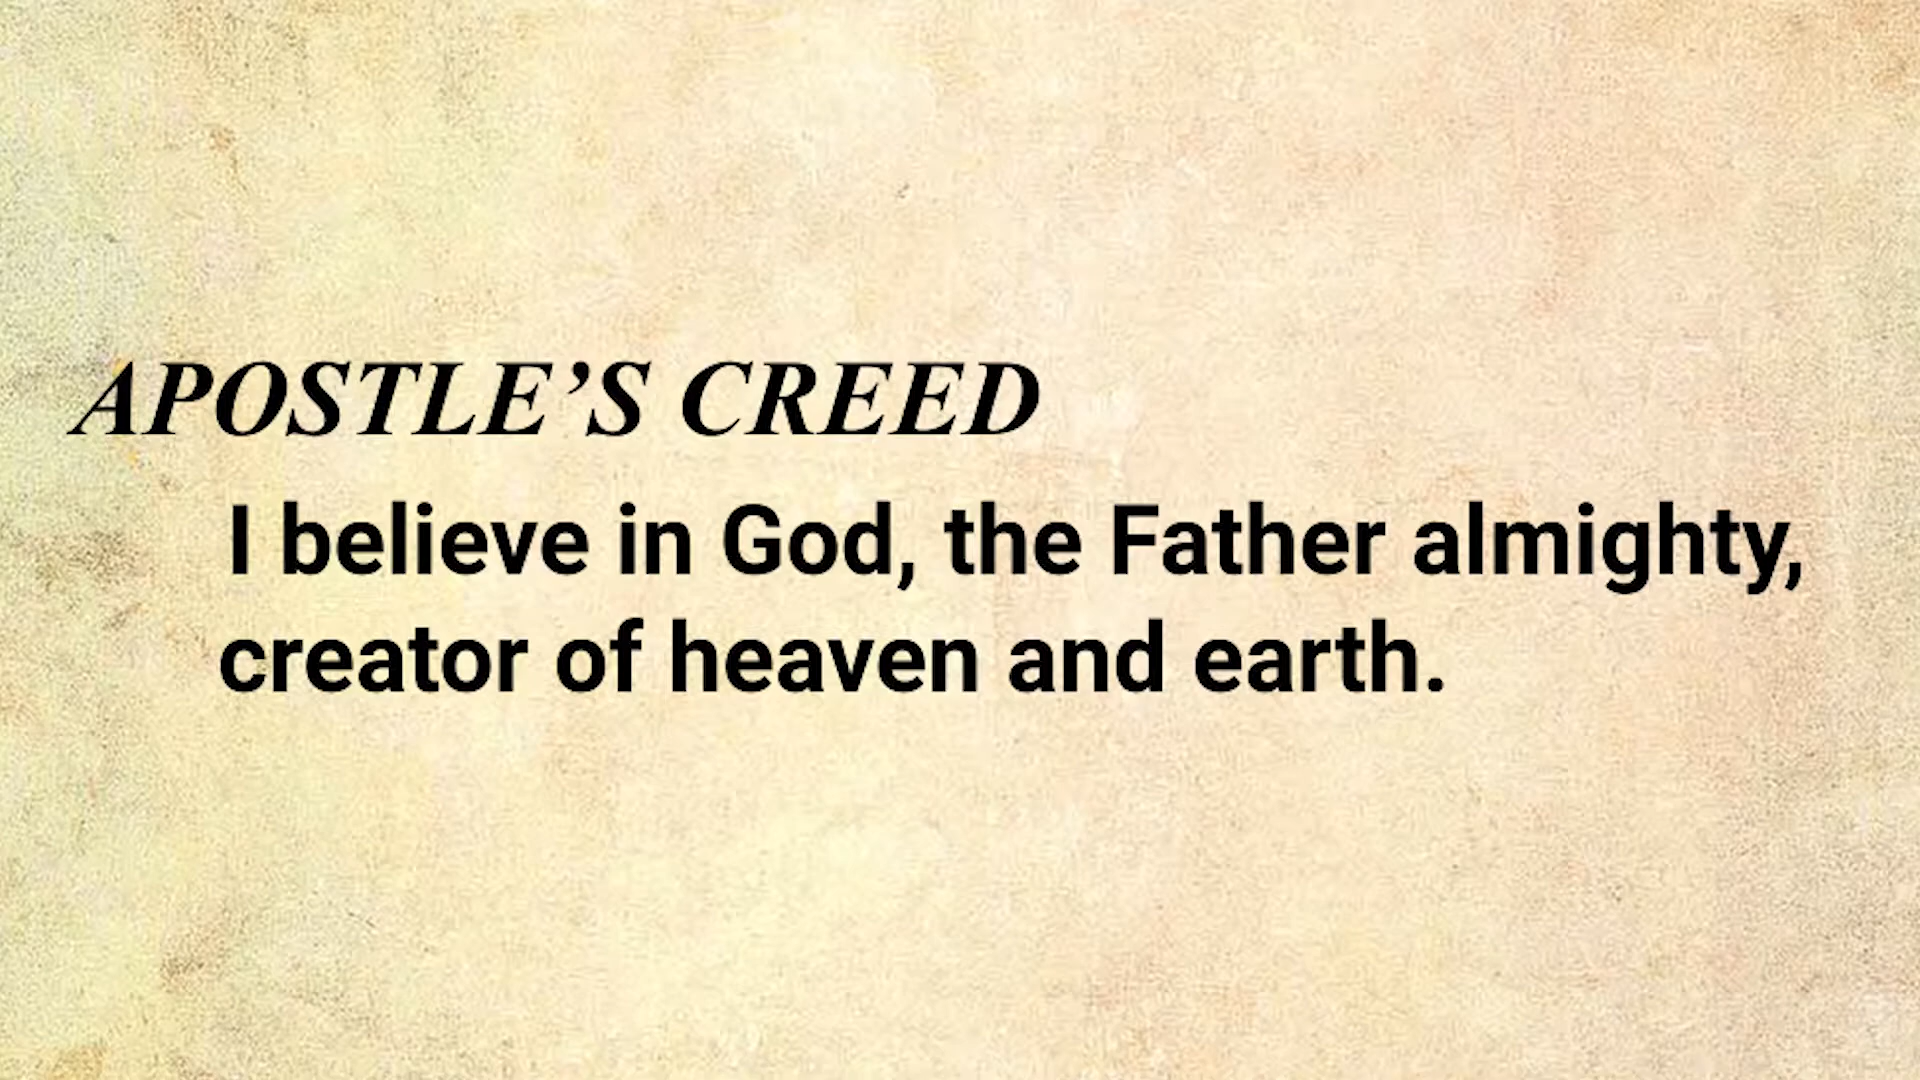 APOSTLE’S CREED
I believe in God, the Father almighty,
creator of heaven and earth.